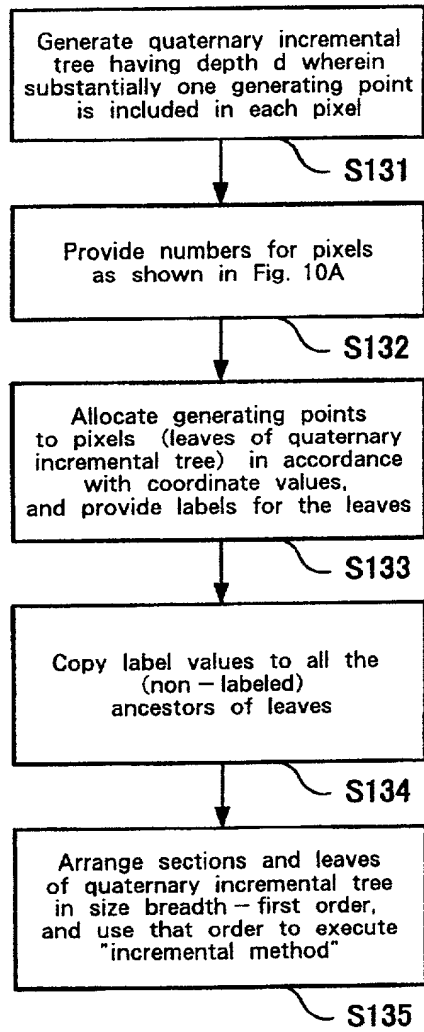 Generate quaternary incremental
tree having depth d wherein
substantially one generating point
is included in each pixel
S131
Provide numbers for pixels
as shown in Fig. 10A
S132
Allocate generating points
to pixels (leaves of quaternary
incremental tree) in accordance
with coordinate values,
and provide labels for the leaves
S133
Copy label values to all the
(non-labeled)
ancestors of leaves
S134
Arrange sections and leaves
of quaternary incremental tree
in size breadth-first order,
and use that order to execute
"incremental method"
S135